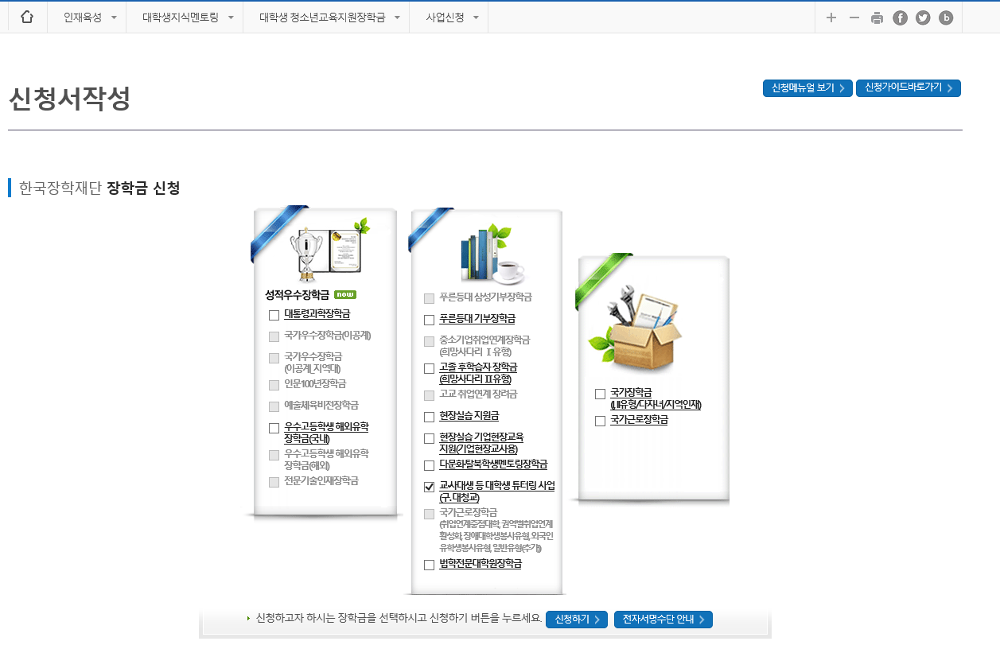 인재육성 대학생지식멘토링 대학생 청소년교육지원장학금 사업신청
신청서작성
신청메뉴얼 보기 신청가이드바로가기
한국장학재단 장학금 신청
성적우수장학금 now
대통령과학장학금
국가우수장학금(이공계)
국가우수장학금
(이공계_지역대)
인문100년장학금
예술체육비전장학금
우수고등학생 해외유학
장학금(국내)
우수고등학생 해외유학
장학금(해외)
전문기술인재장학금
푸른등대 삼성기부장학금
푸른등대 기부장학금
중소기업취업연계장학금
(희망사다리 Ⅰ유형)
고졸 후학습자 장학금
(희망사다리 Ⅱ유형)
고교 취업연계 장려금
현장실습 지원금
현장실습 기업현장교육
지원(기업현장교사용)
다문화·탈북학생멘토링장학금
교사대생 등 대학생 튜터링 사업
(구. 대청교)
국가근로장학금
(취업연계중점대학, 권역별취업연계
활성화, 장애대학생봉사유형, 외국인
유학생봉사유형, 일반유형(추가))
법학전문대학원장학금
국가장학금
(I,II유형/다자녀/지역인재)
국가근로장학금
신청하고자 하시는 장학금을 선택하시고 신청하기 버튼을 누르세요. 신청하기 전자서명수단 안내